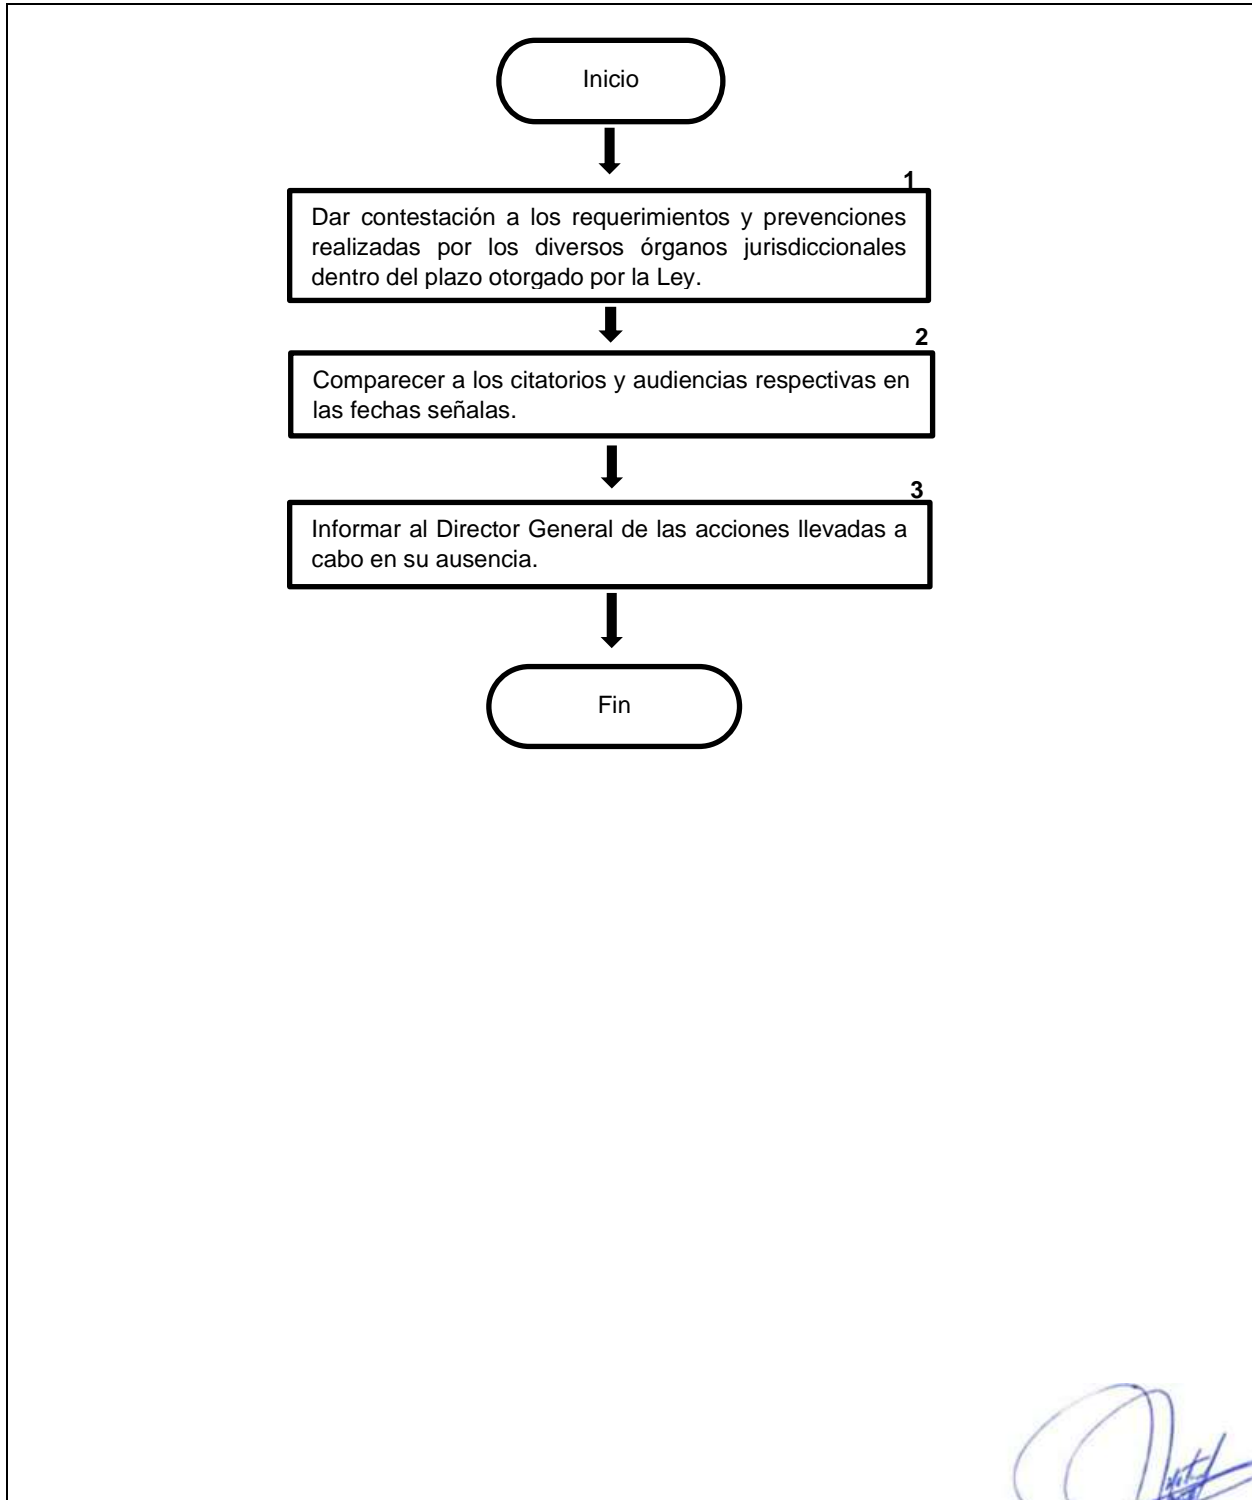 Inicio
1
Dar contestación a los requerimientos y prevenciones
realizadas por los diversos órganos jurisdiccionales
dentro del plazo otorgado por la Ley.
2
Comparecer a los citatorios y audiencias respectivas en
las fechas señalas.
3
Informar al Director General de las acciones llevadas a
cabo en su ausencia.
Fin